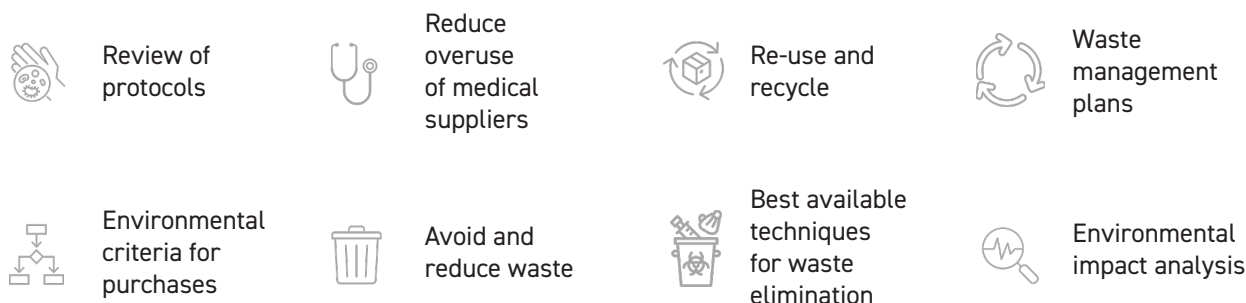 Review of
protocols
Reduce
overuse
of medical
suppliers
Re-use and
recycle
Waste
management
plans
Environmental
criteria for
purchases
Avoid and
reduce waste
Best available
techniques
for waste
elimination
Environmental
impact analysis